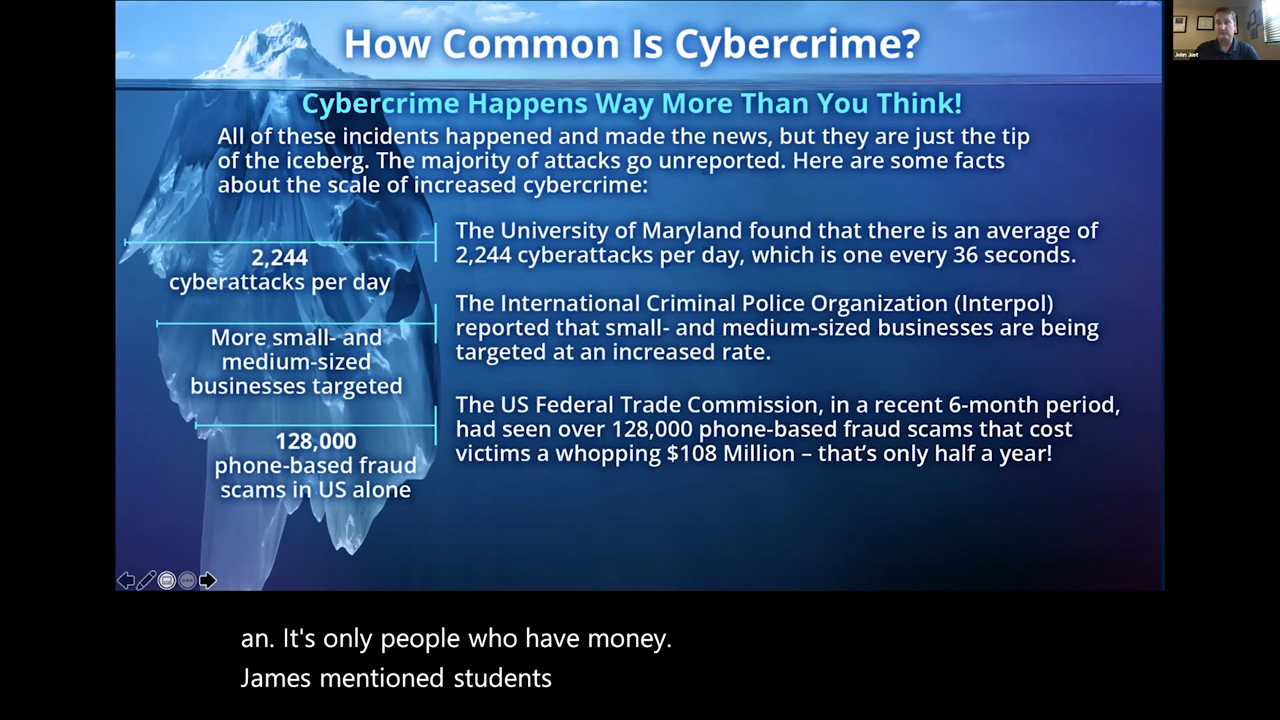 How Common Is Cybercrime?
Cybercrime Happens Way More Than You Think!
All of these incidents happened and made the news, but they are just the tip
of the iceberg. The majority of attacks go unreported. Here are some facts
about the scale of increased cybercrime:
2,244
cyberattacks per day
The University of Maryland found that there is an average of
2,244 cyberattacks per day, which is one every 36 seconds.
More small- and
medium-sized
businesses targeted
The International Criminal Police Organization (Interpol)
reported that small- and medium-sized businesses are being
targeted at an increased rate.
128,000
phone-based fraud
scams in US alone
The US Federal Trade Commission, in a recent 6-month period,
had seen over 128,000 phone-based fraud scams that cost
victims a whopping $108 Million – that’s only half a year!
John Just
an. It's only people who have money.
James mentioned students